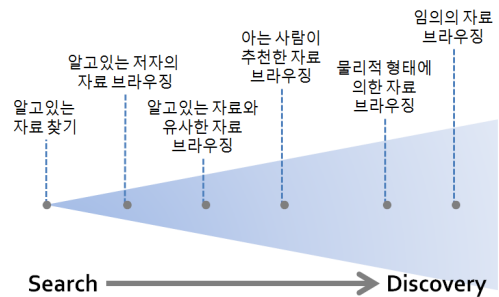 알고있는
자료 찾기
알고있는 저자의
자료 브라우징
알고있는 자료와
유사한 자료
브라우징
아는 사람이
추천한 자료
브라우징
물리적 형태에
의한 자료
브라우징
임의의 자료
브라우징
Search
Discovery